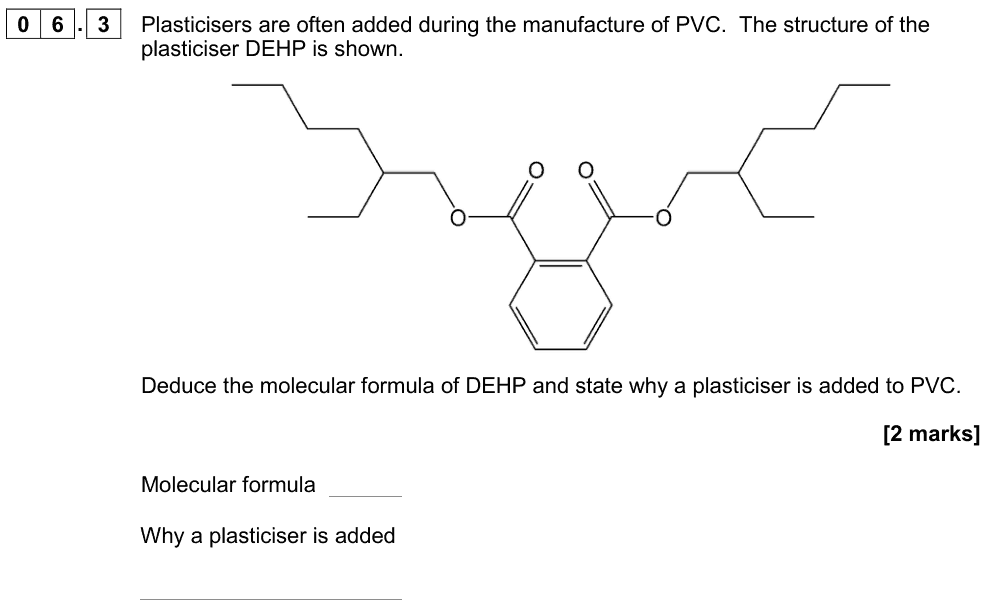 06.3 Plasticisers are often added during the manufacture of PVC. The structure of the
plasticiser DEHP is shown.
O O
O O
Deduce the molecular formula of DEHP and state why a plasticiser is added to PVC.
[2 marks]
Molecular formula
Why a plasticiser is added